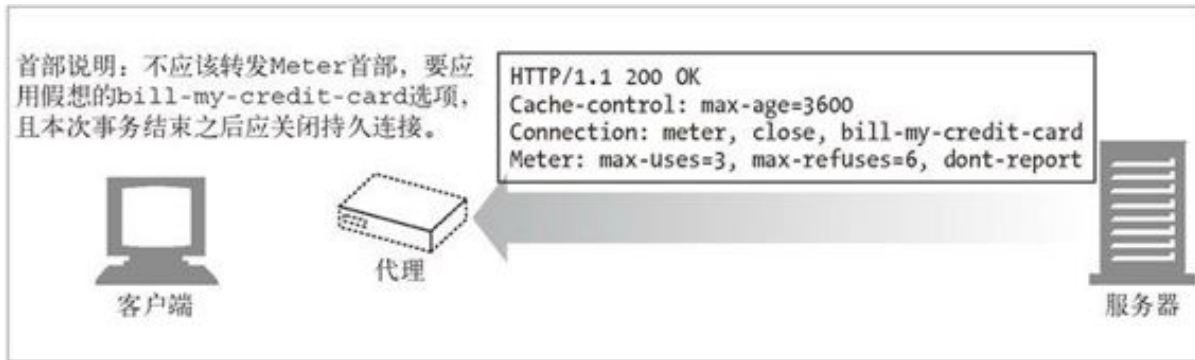 首部说明：不应该转发Meter首部，要应
用假想的bill-my-credit-card选项，
且本次事务结束之后应关闭持久连接。
HTTP/1.1 200 OK
Cache-control: max-age=3600
Connection: meter, close, bill-my-credit-card
Meter: max-uses=3, max-refuses=6, dont-report
客户端
代理
服务器